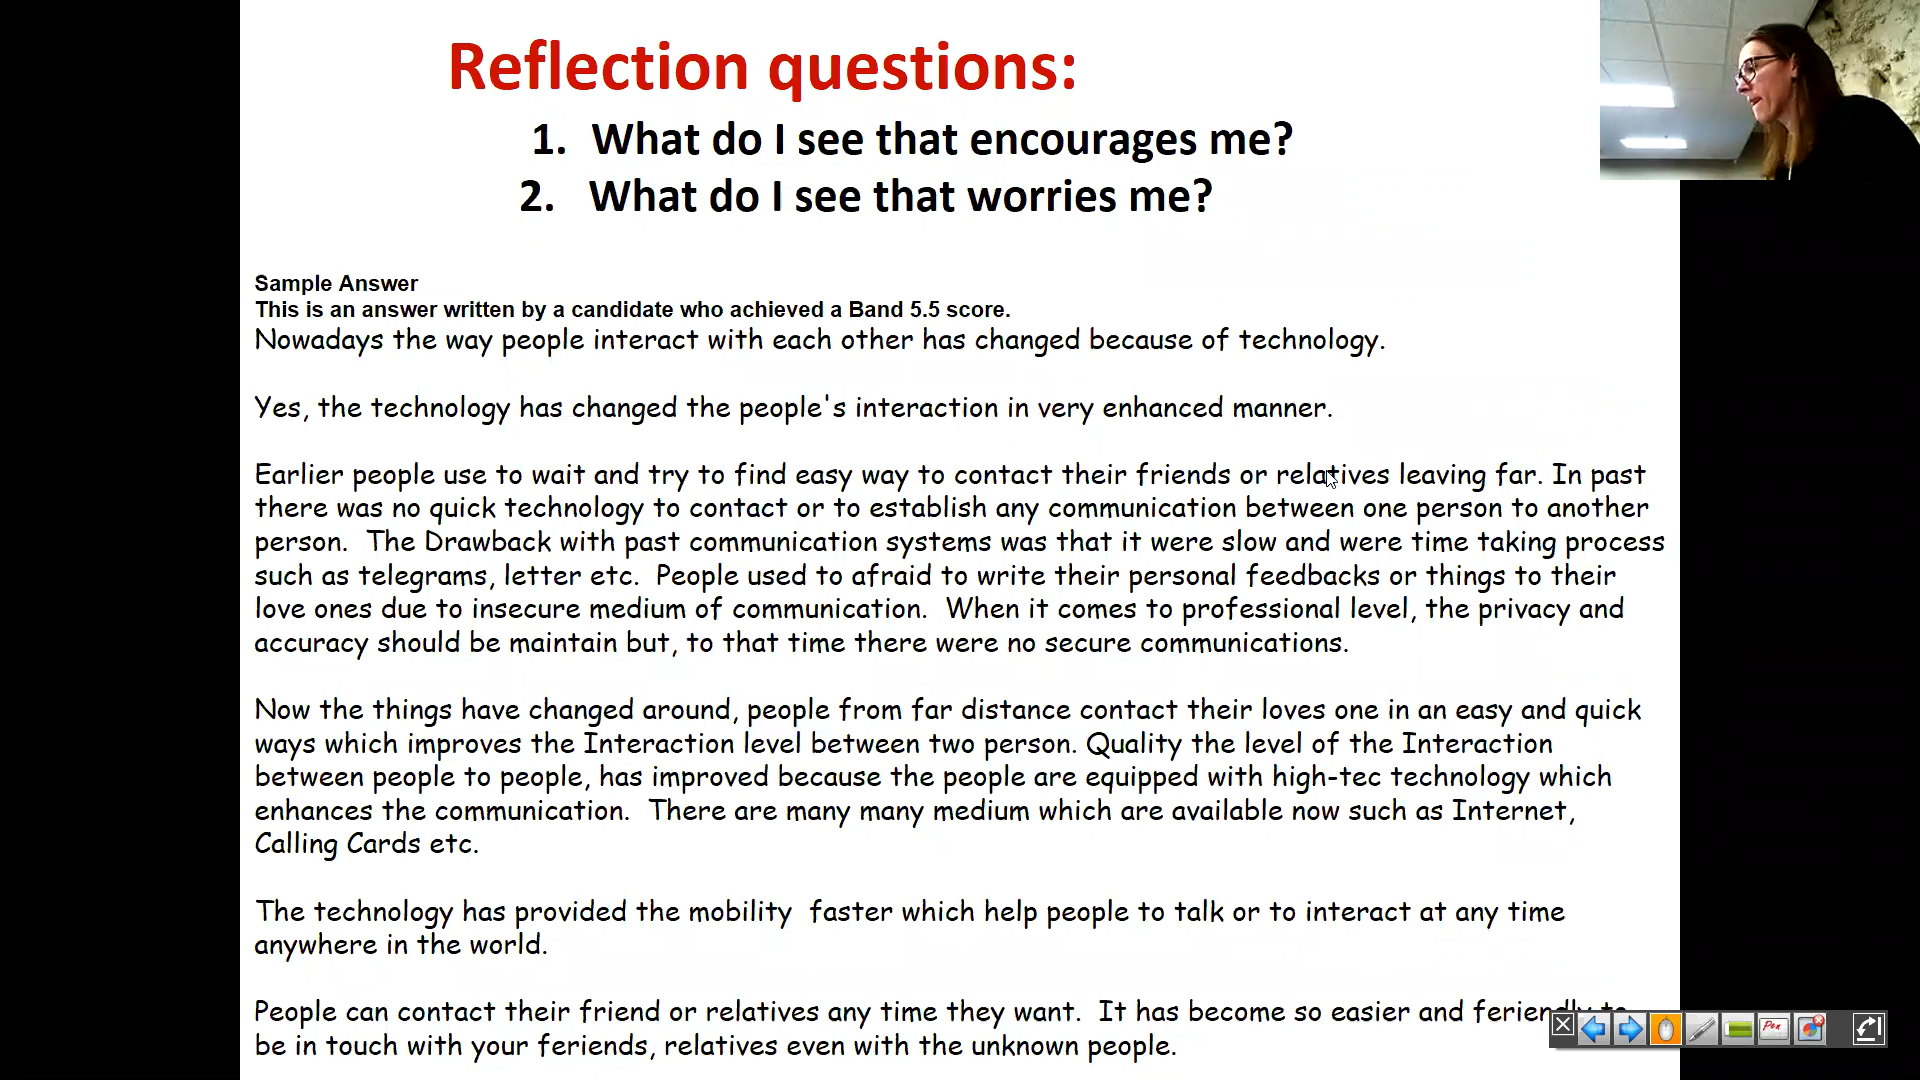 Reflection questions:
1. What do I see that encourages me?
2. What do I see that worries me?
Sample Answer
This is an answer written by a candidate who achieved a Band 5.5 score.
Nowadays the way people interact with each other has changed because of technology.
Yes, the technology has changed the people's interaction in very enhanced manner.
Earlier people use to wait and try to find easy way to contact their friends or relatives leaving far. In past
there was no quick technology to contact or to establish any communication between one person to another
person. The Drawback with past communication systems was that it were slow and were time taking process
such as telegrams, letter etc. People used to afraid to write their personal feedbacks or things to their
love ones due to insecure medium of communication. When it comes to professional level, the privacy and
accuracy should be maintain but, to that time there were no secure communications.
Now the things have changed around, people from far distance contact their loves one in an easy and quick
ways which improves the Interaction level between two person. Quality the level of the Interaction
between people to people, has improved because the people are equipped with high-tec technology which
enhances the communication. There are many many medium which are available now such as Internet,
Calling Cards etc.
The technology has provided the mobility faster which help people to talk or to interact at any time
anywhere in the world.
People can contact their friend or relatives any time they want. It has become so easier and feriendly to
be in touch with your feriends, relatives even with the unknown people.
Pen